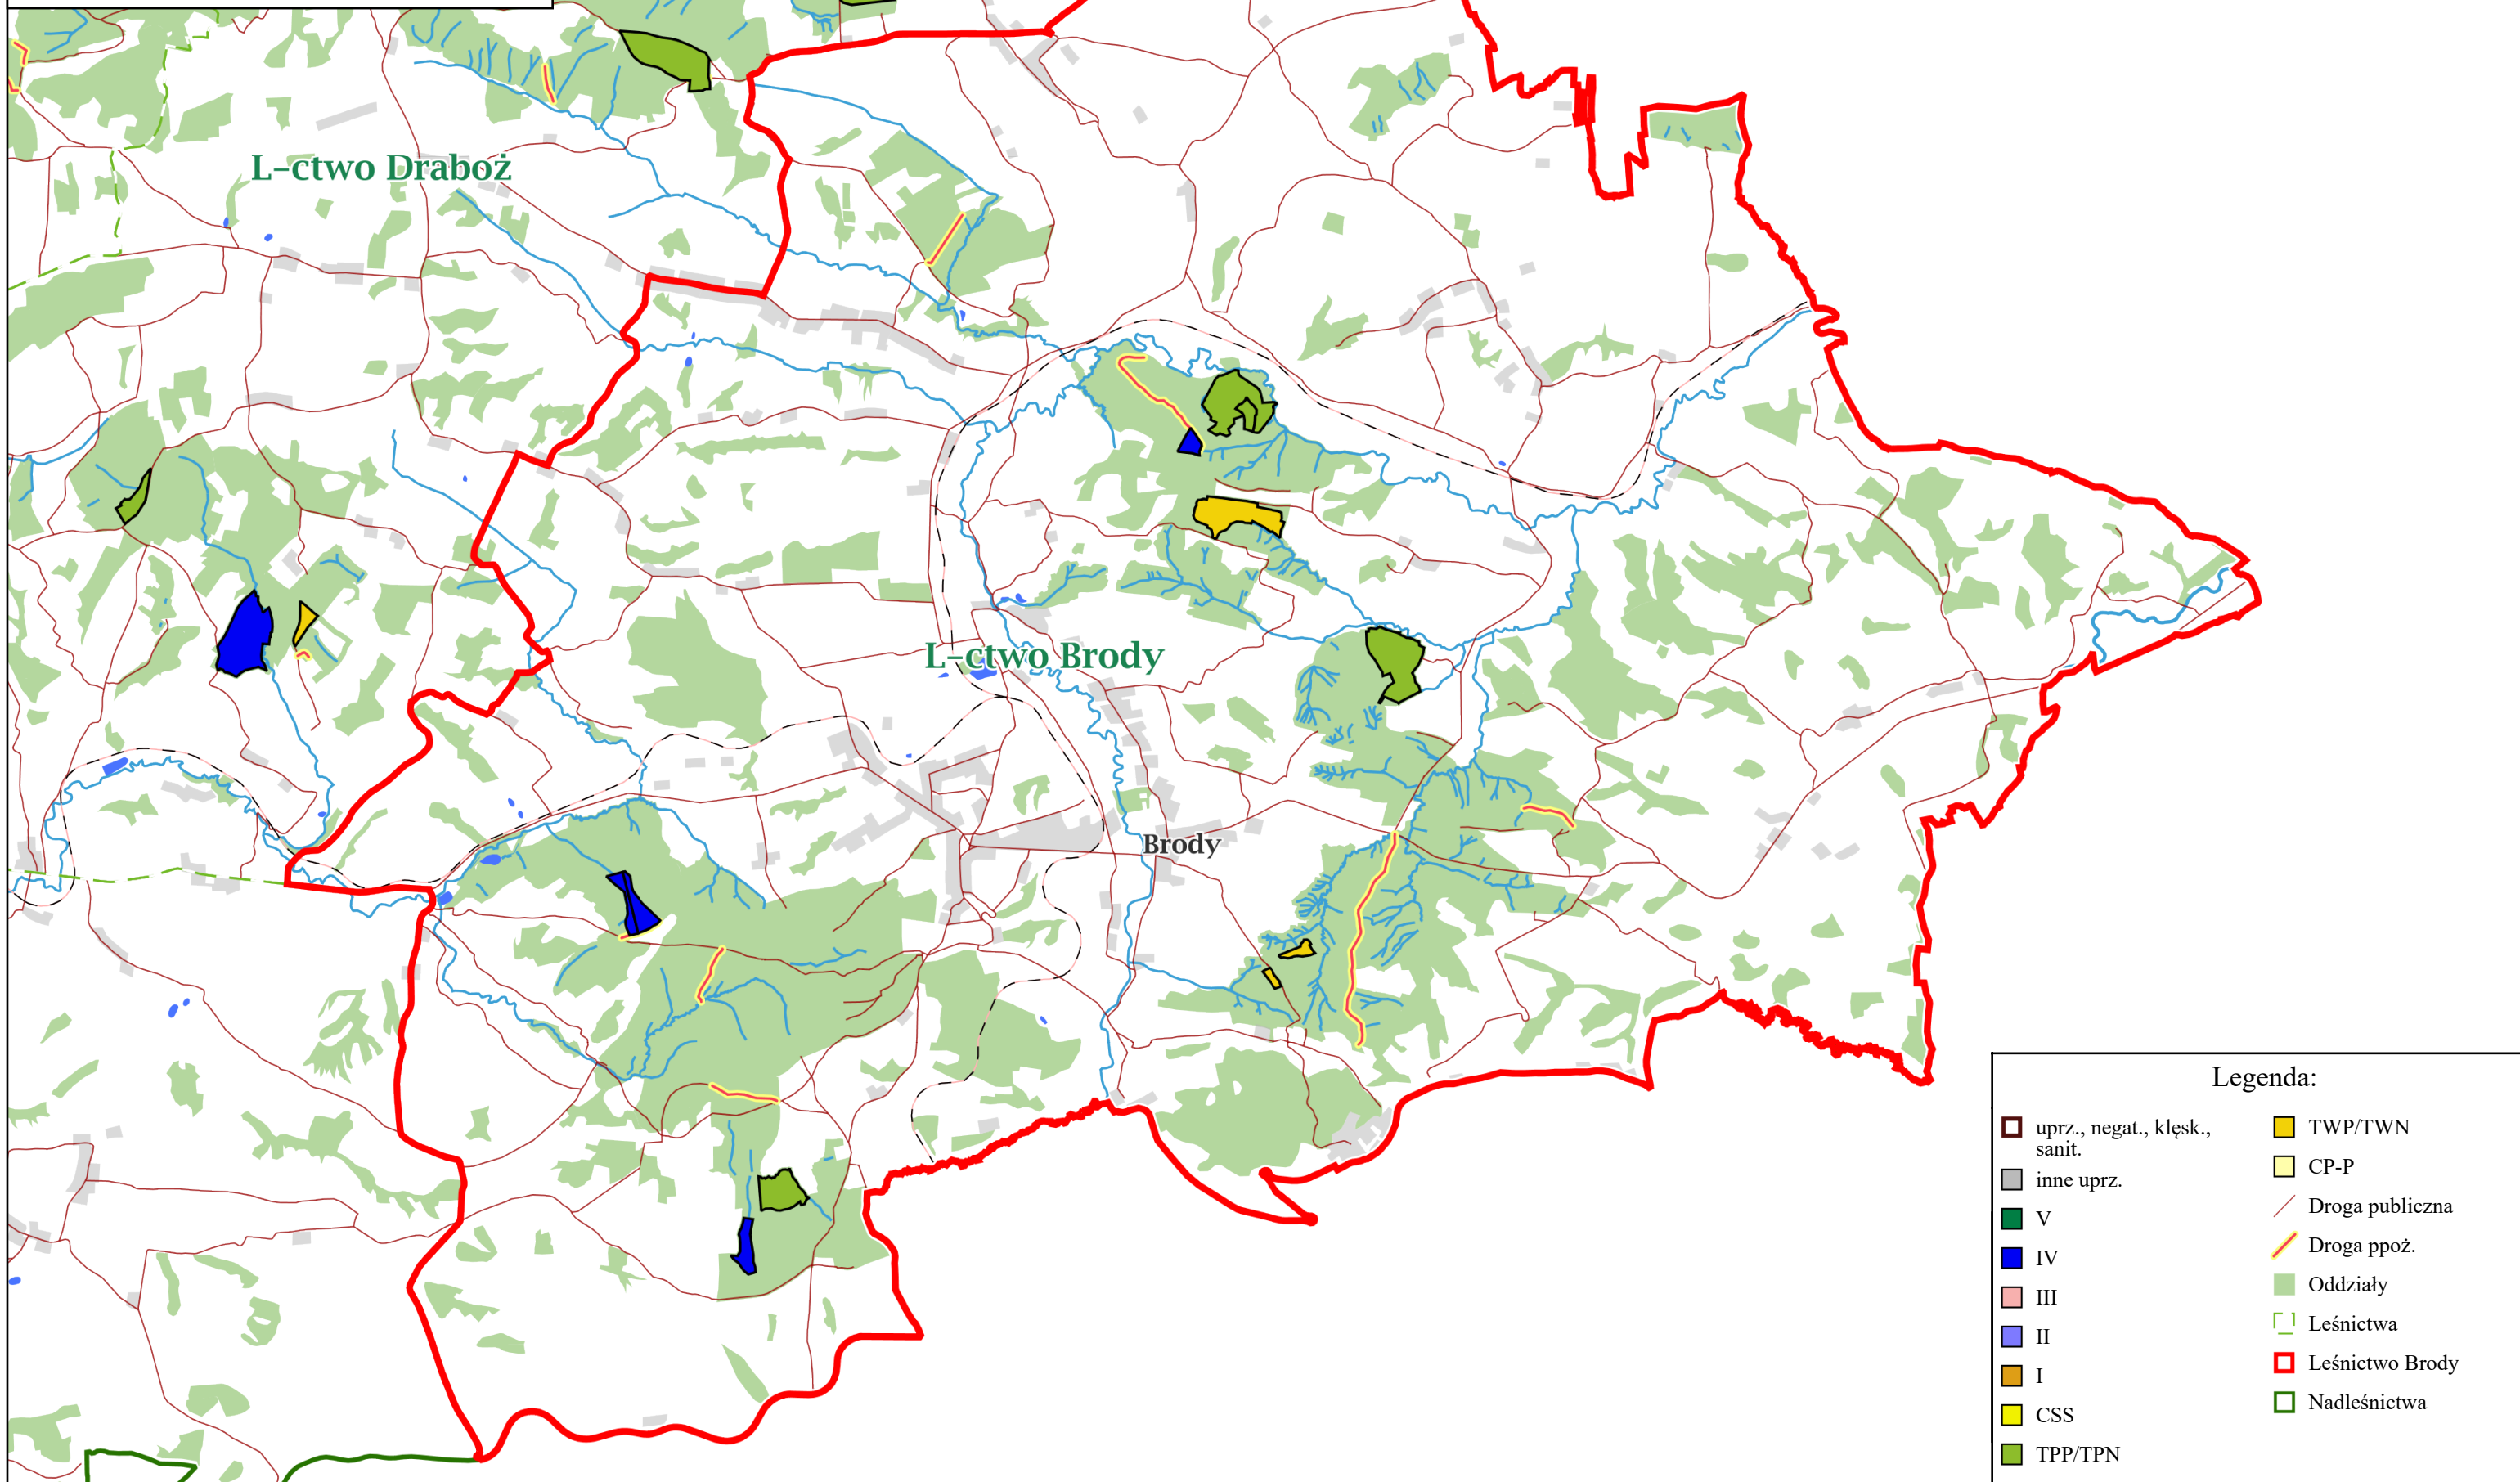 L-ctwo Draboż
L-ctwo Brody
Brody
Legenda:
uprz., negat., klęsk.,
sanit.
inne uprz.
V
IV
III
II
I
CSS
TPP/TPN
TWP/TWN
CP-P
Droga publiczna
Droga ppoż.
Oddziały
Leśnictwa
Leśnictwo Brody
Nadleśnictwa